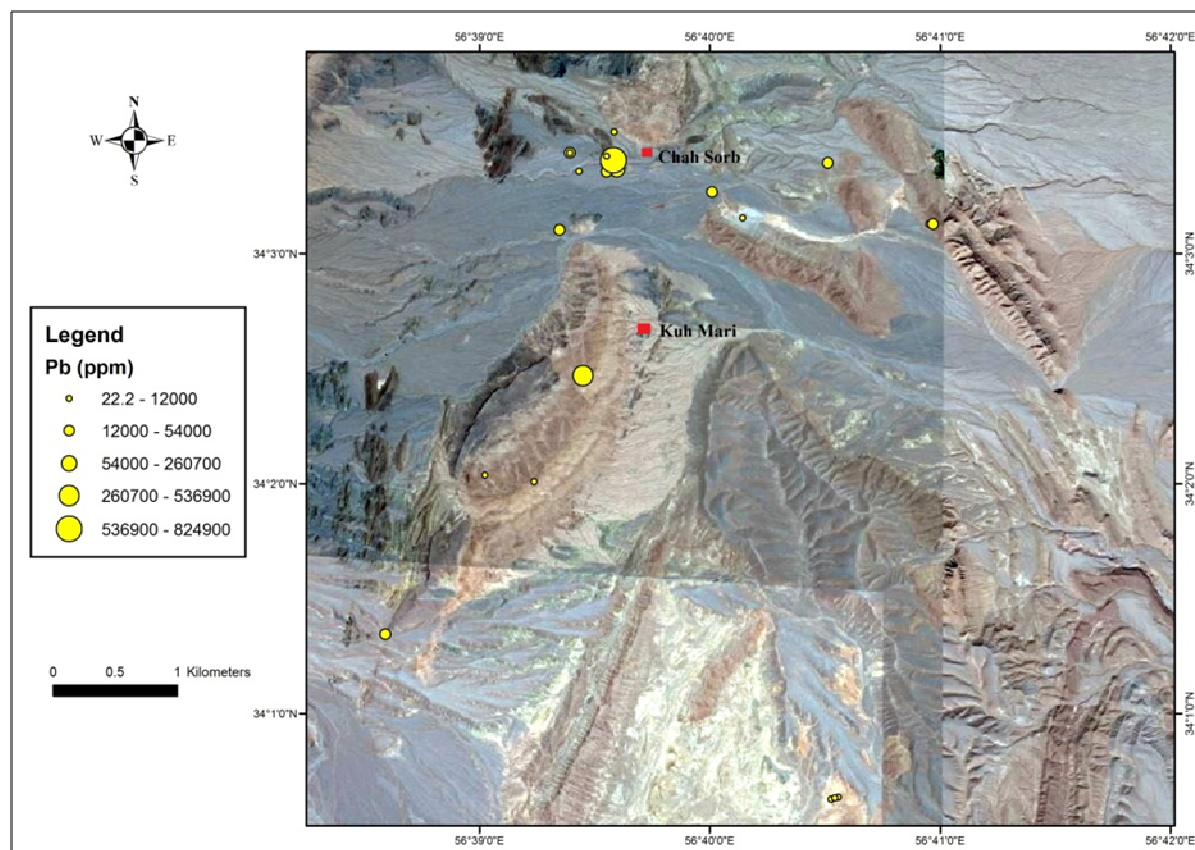 56°39'0"E 56°40'0"E 56°41'0"E 56°42'0"E
N
W E
S
Chah Sorb
34°3'0"N 34°3'0"N
Kuh Mari
Legend
Pb (ppm)
22.2 - 12000
12000 - 54000
54000 - 260700
260700 - 536900
536900 - 824900
34°2'0"N 34°2'0"N
0 0.5 1 Kilometers
34°1'0"N 34°1'0"N
56°39'0"E 56°40'0"E 56°41'0"E 56°42'0"E